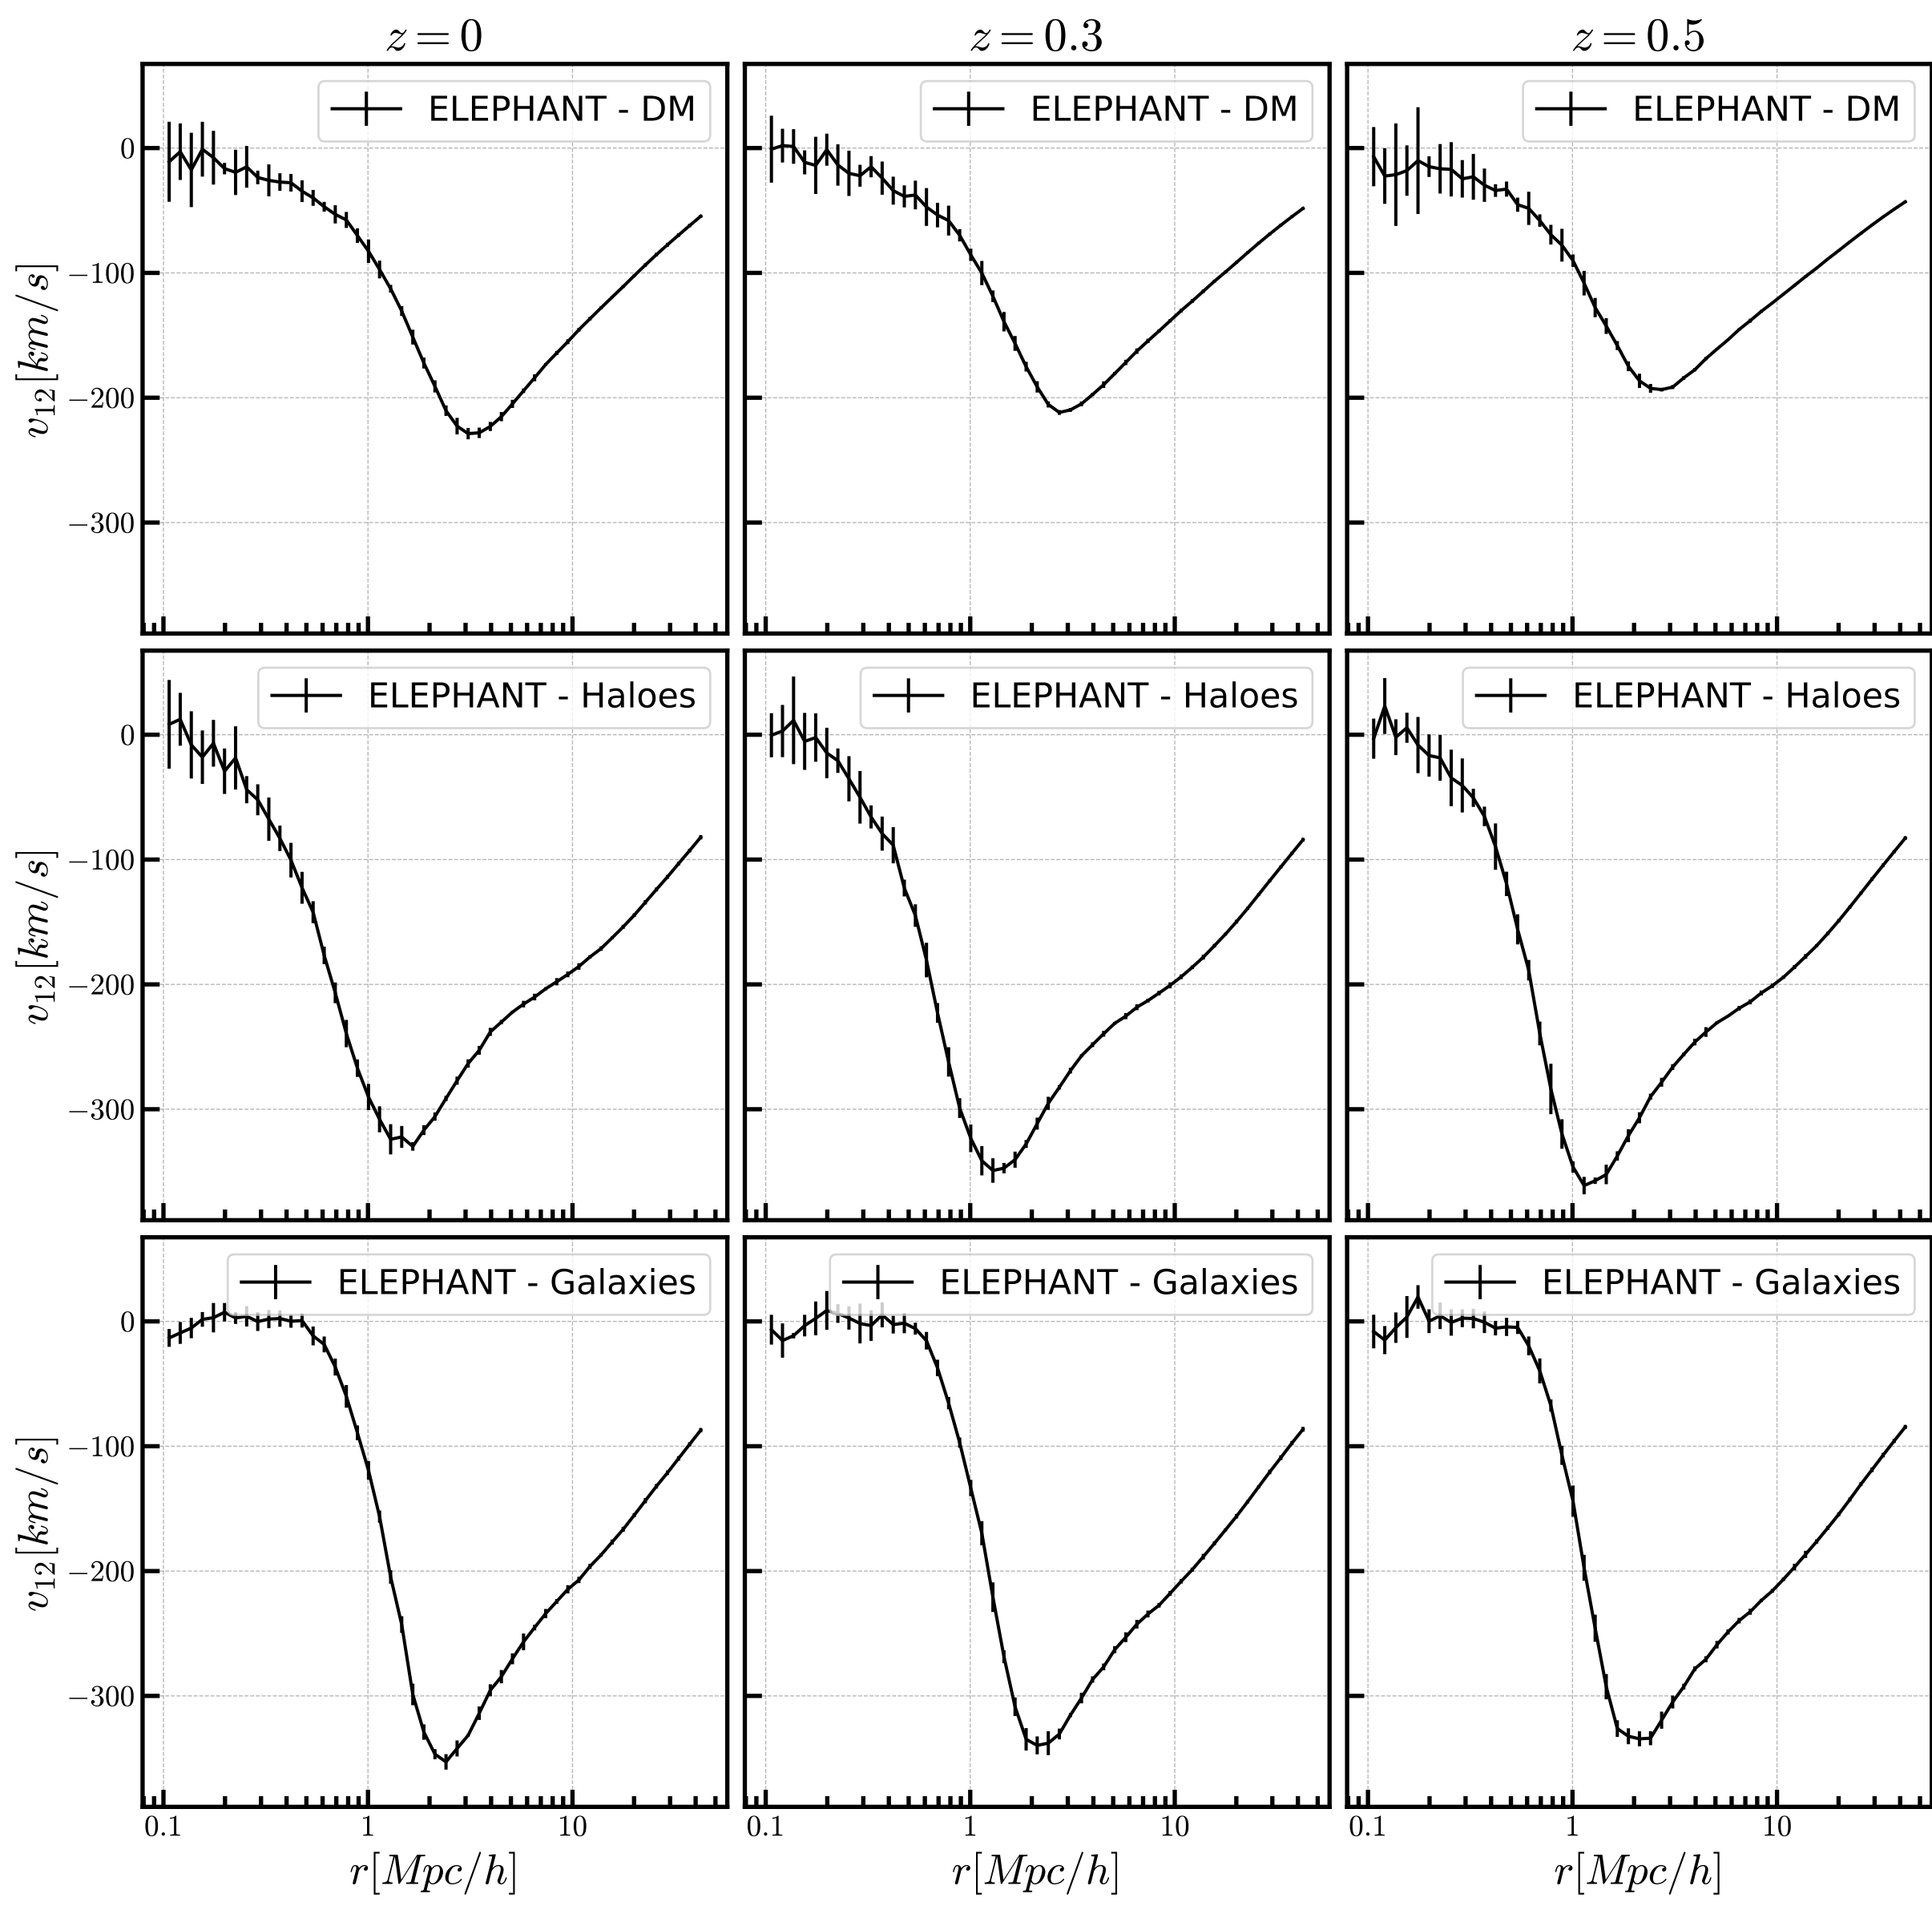 z = 0
z = 0.3
z = 0.5
ELEPHANT - DM
ELEPHANT - DM
ELEPHANT - DM
0
−100
−200
−300
v12[km/s]
ELEPHANT - Haloes
ELEPHANT - Haloes
ELEPHANT - Haloes
0
−100
−200
−300
v12[km/s]
ELEPHANT - Galaxies
ELEPHANT - Galaxies
ELEPHANT - Galaxies
0
−100
−200
−300
v12[km/s]
0.1 1 10
0.1 1 10
0.1 1 10
r[Mpc/h]
r[Mpc/h]
r[Mpc/h]